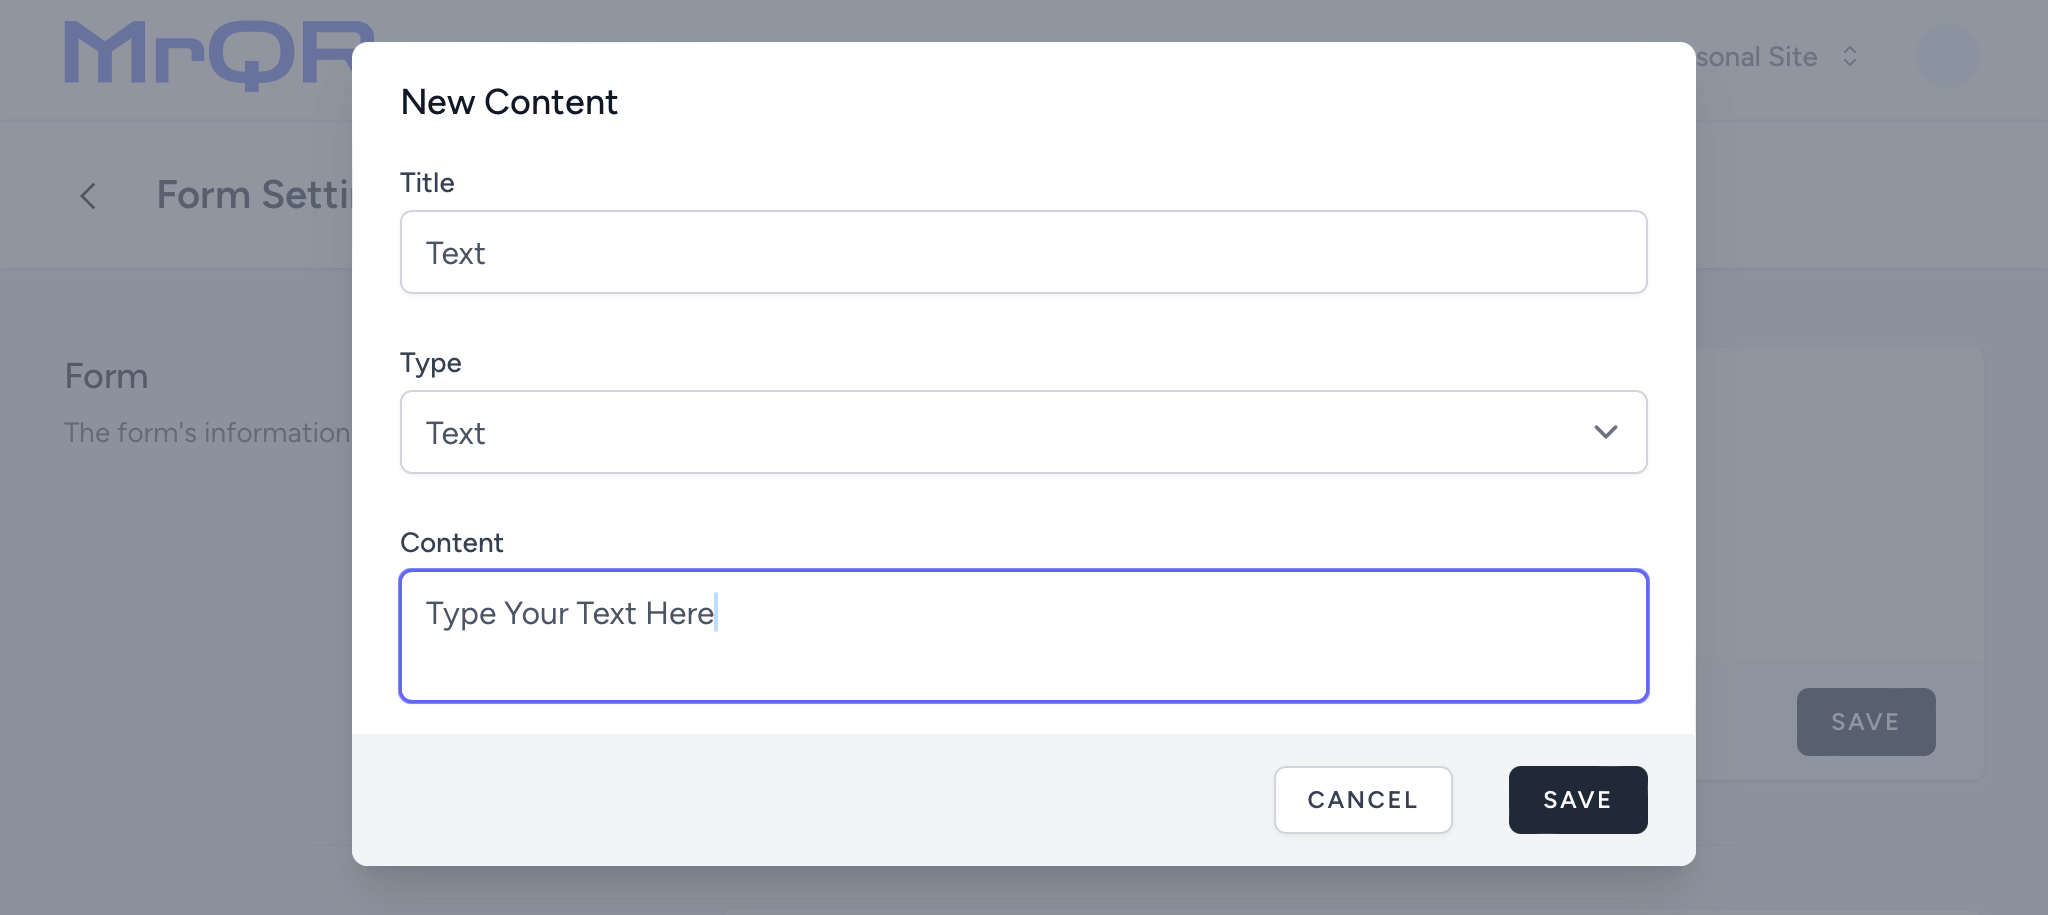 MrQR
sonal Site
New Content
Form Setti
Title
Text
Type
Text
Form
The form's information
Content
Type Your Text Here
SAVE
CANCEL
SAVE